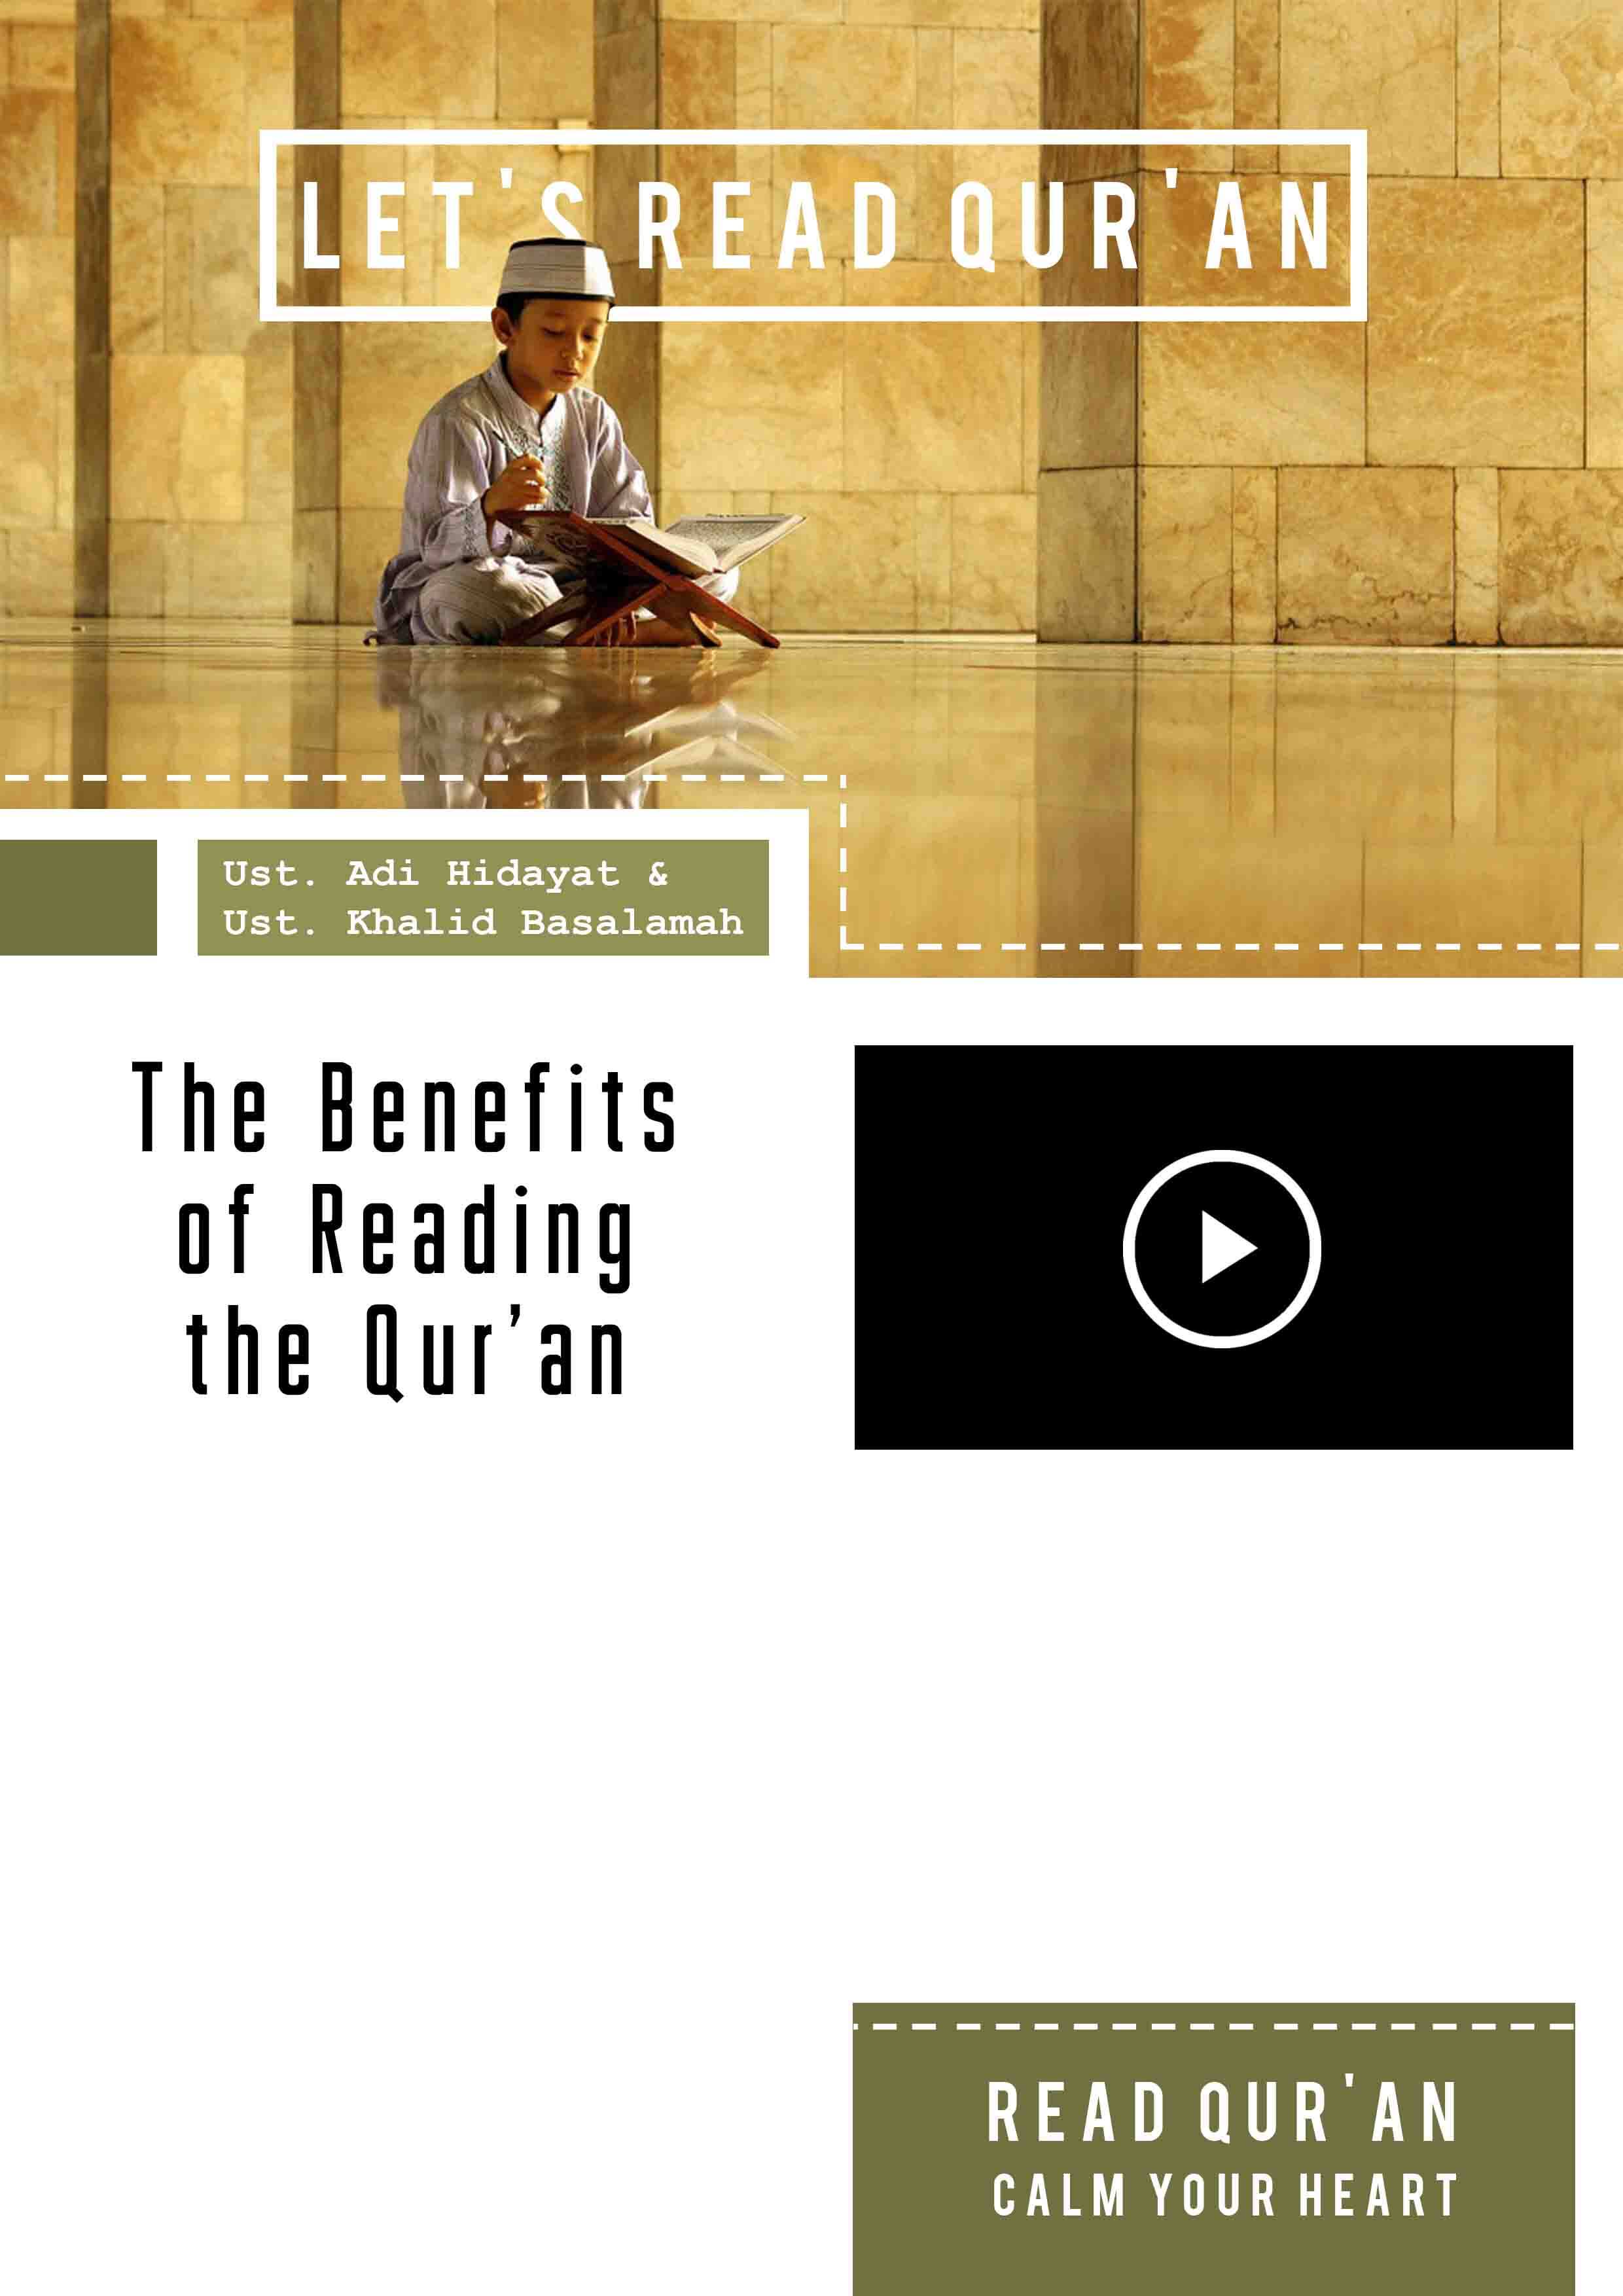 LET'S READ QUR'AN
Ust. Adi Hidayat &
Ust. Khalid Basalamah
The Benefits
of Reading
the Qur’an
READ QUR'AN
CALM YOUR HEART